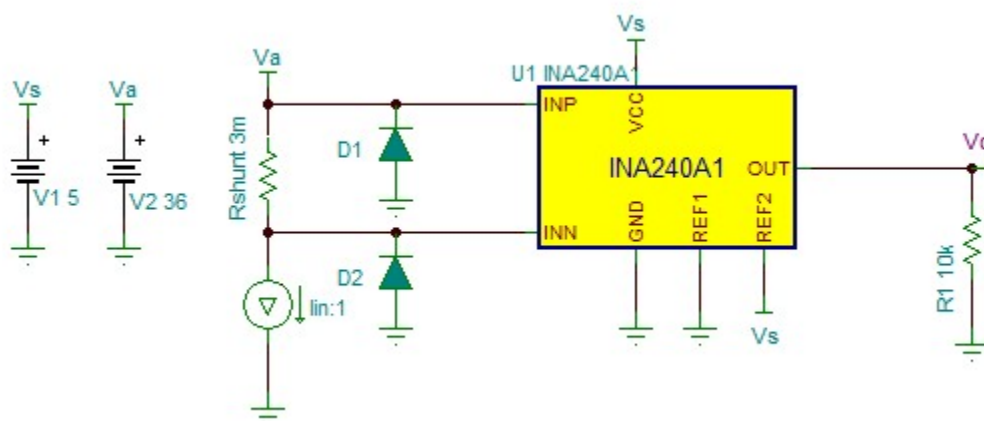 Vs
Va
V1 5
V2 36
Va
Rshunt 3m
Iin:1
D1
D2
Vs
U1 INA240A1
INP
VCC
INA240A1
OUT
INN
GND
REF1
REF2
Vs
R1 10k